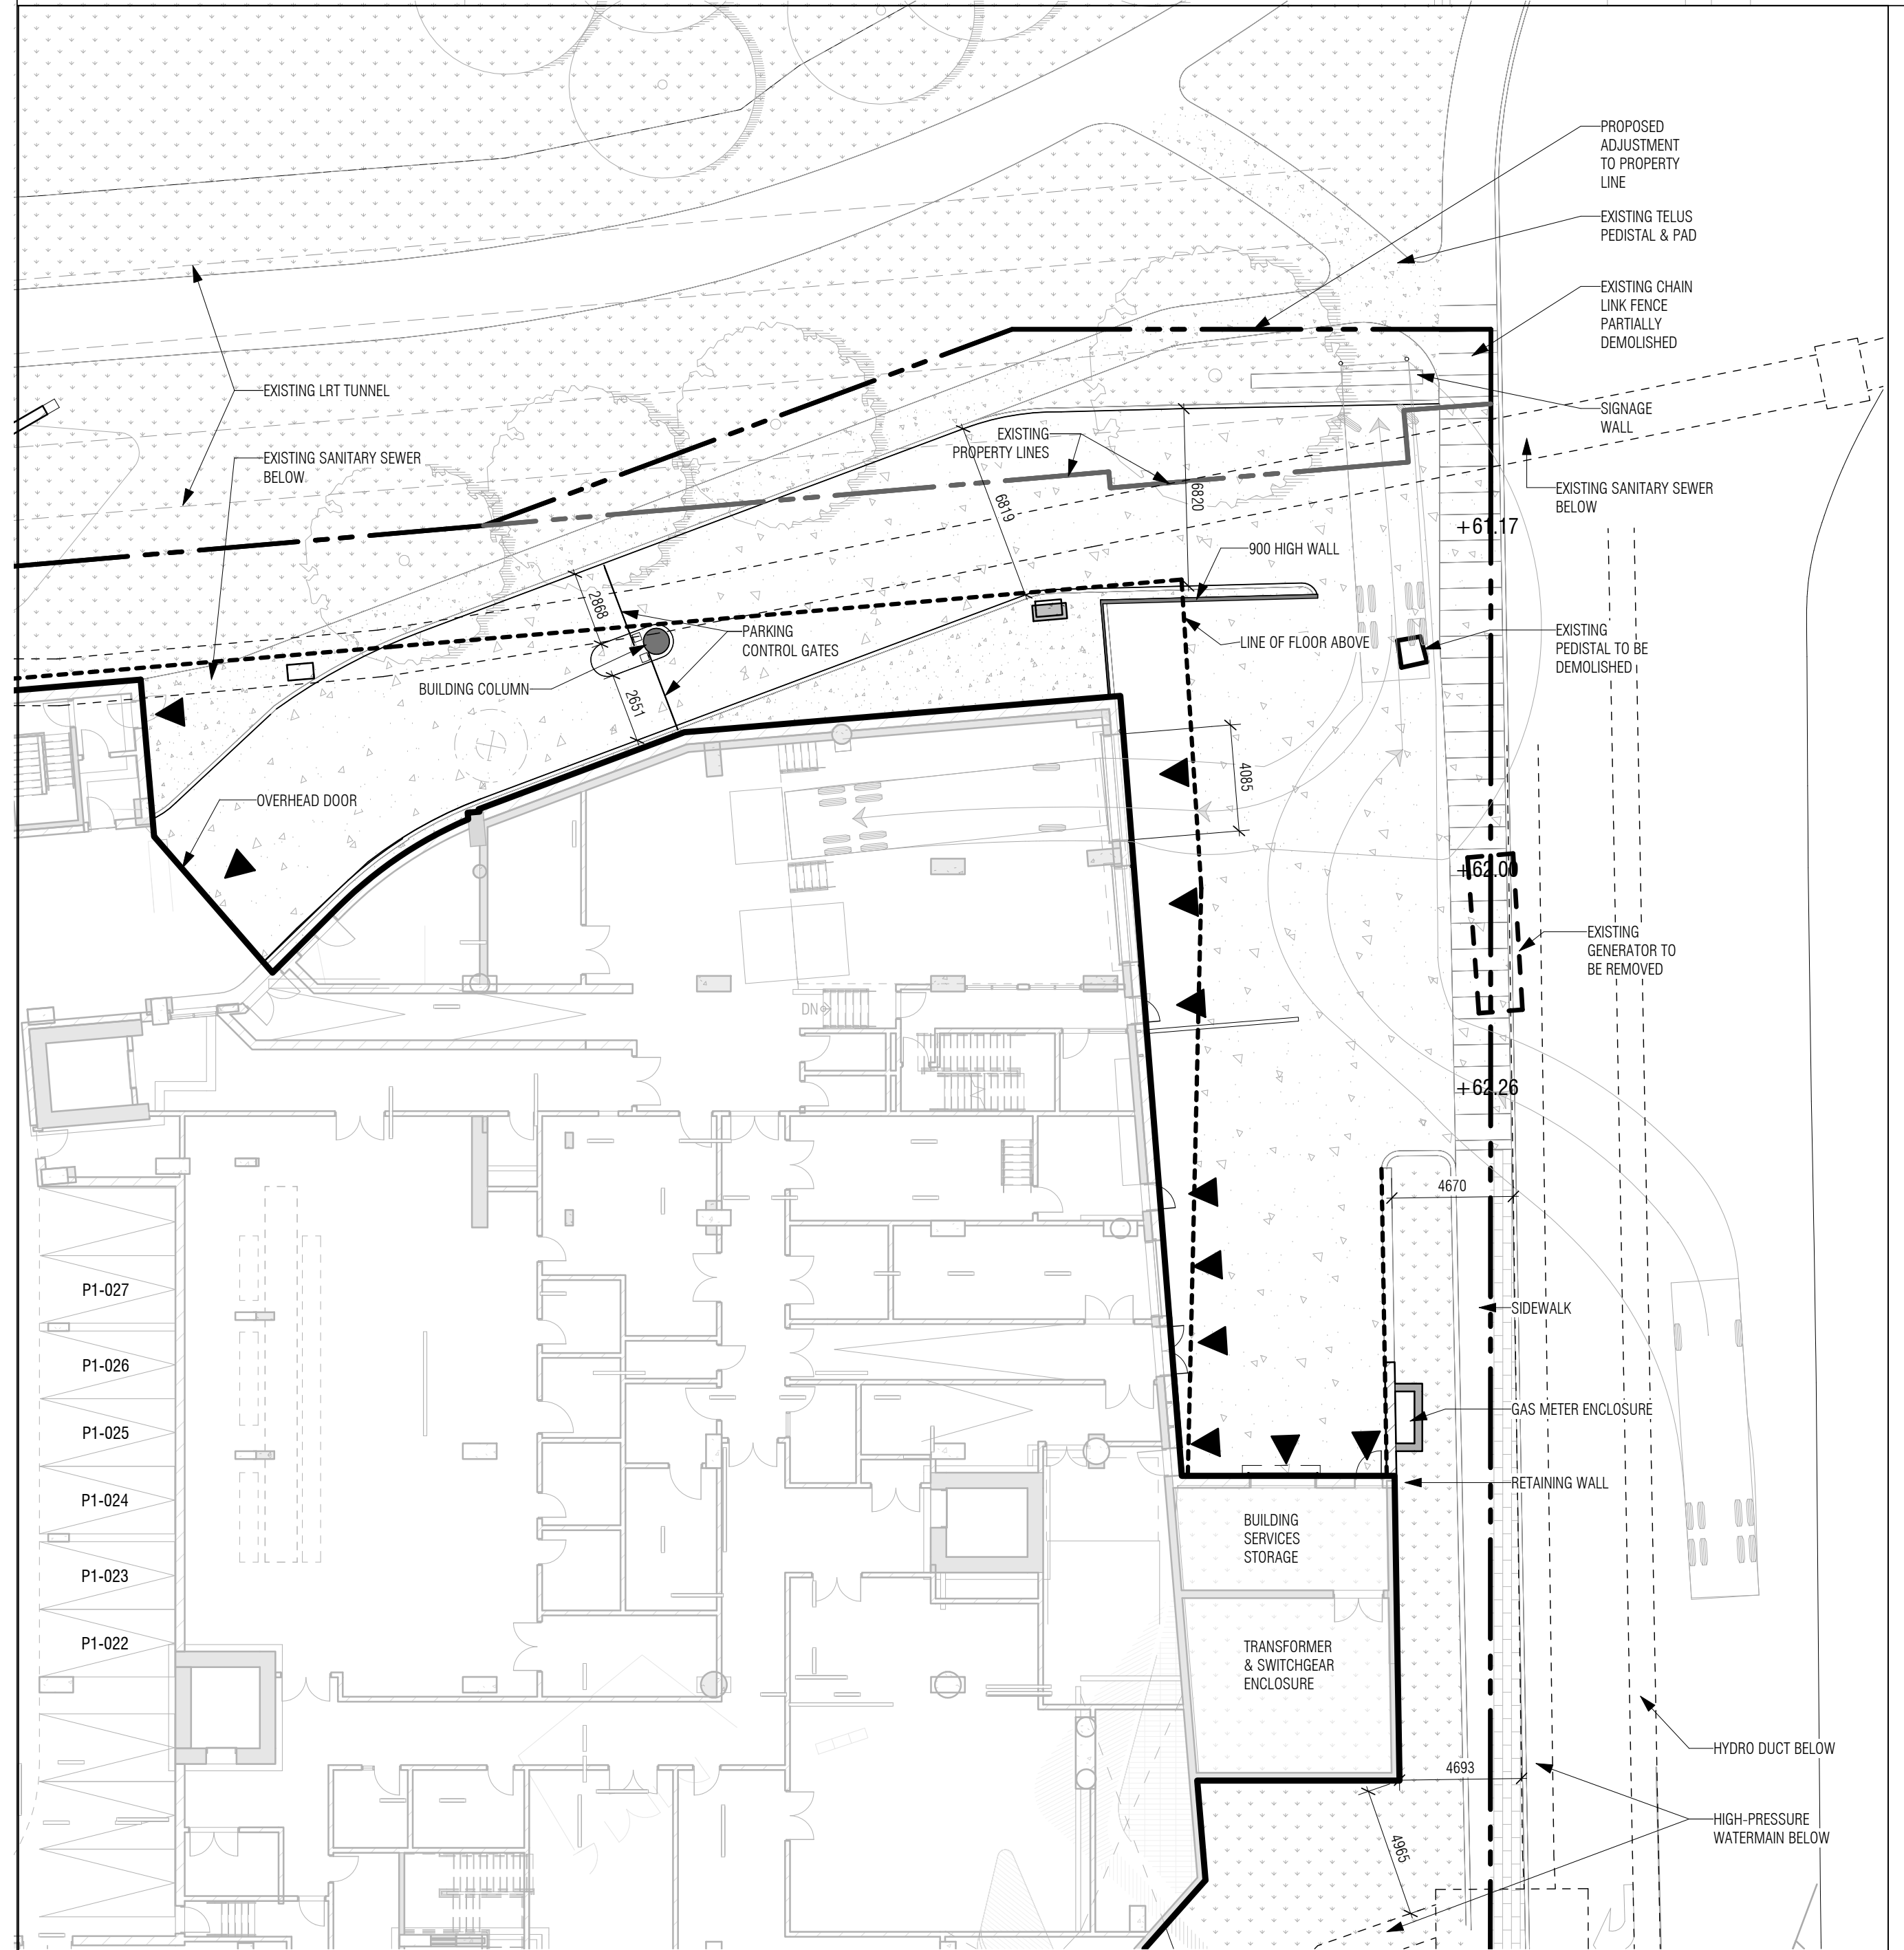 PROPOSED
ADJUSTMENT
TO PROPERTY
LINE
EXISTING TELUS
PEDISTAL & PAD
EXISTING CHAIN
LINK FENCE
PARTIALLY
DEMOLISHED
EXISTING LRT TUNNEL
SIGNAGE
WALL
EXISTING
PROPERTY LINES
EXISTING SANITARY SEWER
BELOW
EXISTING SANITARY SEWER
BELOW
6819
6820
+61.17
900 HIGH WALL
2868
PARKING
CONTROL GATES
LINE OF FLOOR ABOVE
EXISTING
PEDISTAL TO BE
DEMOLISHED
BUILDING COLUMN
2651
4085
OVERHEAD DOOR
+62.00
EXISTING
GENERATOR TO
BE REMOVED
DN
+62.26
4670
P1-027
SIDEWALK
P1-026
GAS METER ENCLOSURE
P1-025
RETAINING WALL
P1-024
BUILDING
SERVICES
STORAGE
P1-023
P1-022
TRANSFORMER
& SWITCHGEAR
ENCLOSURE
HYDRO DUCT BELOW
4693
HIGH-PRESSURE
WATERMAIN BELOW
4965